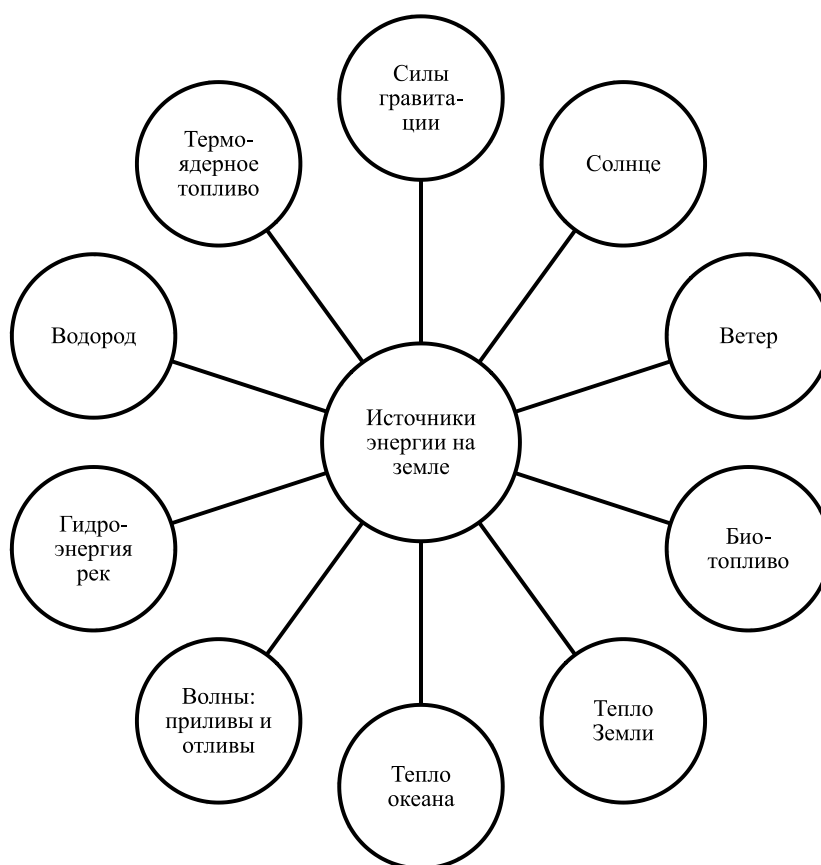 Силы
гравита-
ции
Солнце
Ветер
Био-
топливо
Тепло
Земли
Тепло
океана
Волны:
приливы и
отливы
Гидро-
энергия
рек
Водород
Термо-
ядерное
топливо
Источники
энергии на
земле